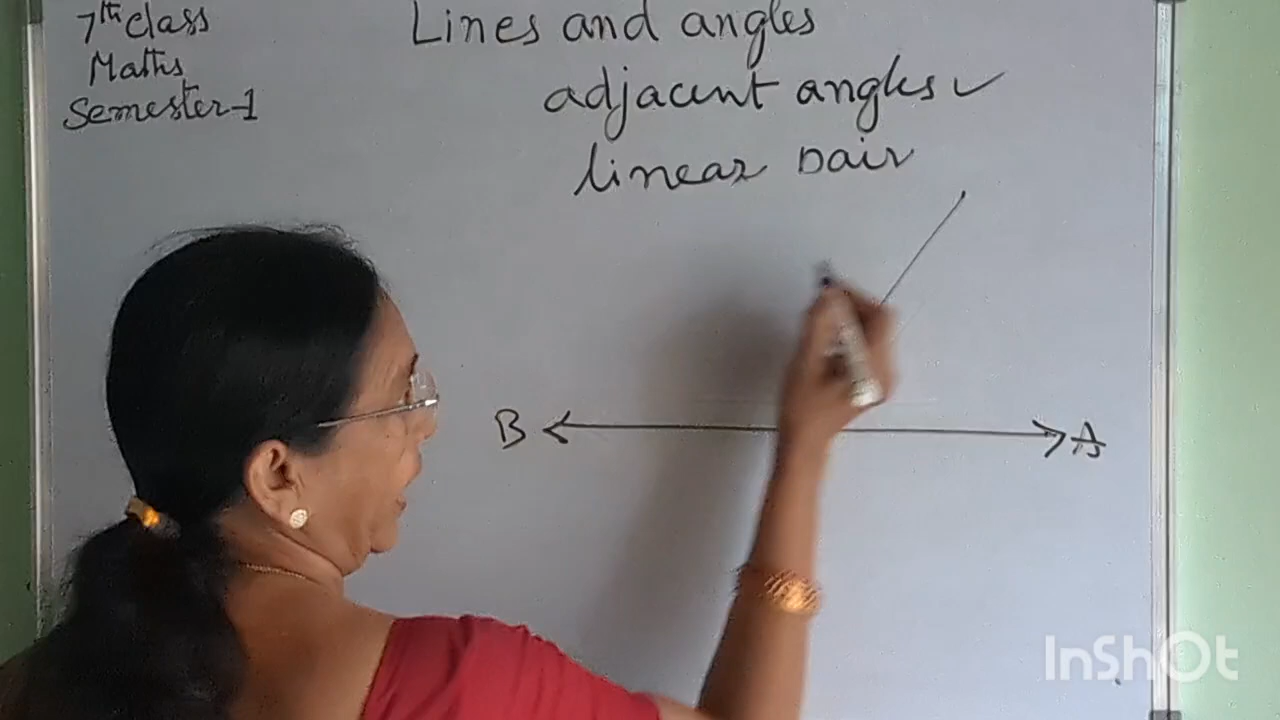 7th class
Maths
Semester-1
Lines and angles
adjacent angles ✓
linear pair
B
A
InShOt